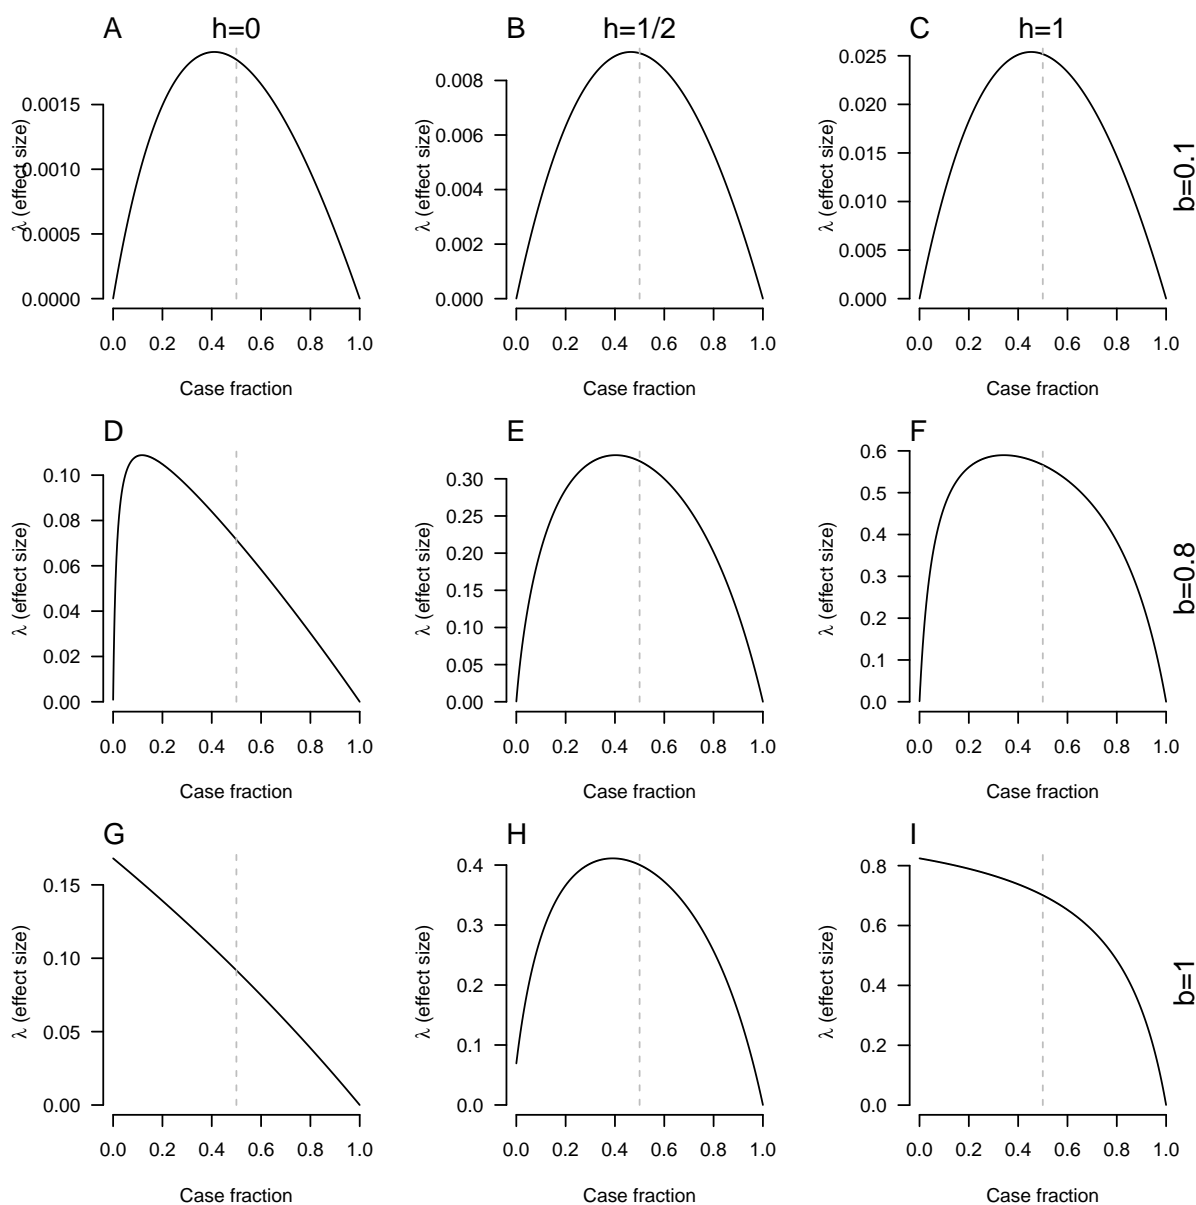 A h=0
0.0015
0.0010
0.0005
0.0000
λ (effect size)
0.0 0.2 0.4 0.6 0.8 1.0
Case fraction
B h=1/2
0.008
0.006
0.004
0.002
0.000
λ (effect size)
0.0 0.2 0.4 0.6 0.8 1.0
Case fraction
C h=1
0.025
0.020
0.015
0.010
0.005
0.000
λ (effect size)
0.0 0.2 0.4 0.6 0.8 1.0
Case fraction
b=0.1
D
0.10
0.08
0.06
0.04
0.02
0.00
λ (effect size)
0.0 0.2 0.4 0.6 0.8 1.0
Case fraction
E
0.30
0.25
0.20
0.15
0.10
0.05
0.00
λ (effect size)
0.0 0.2 0.4 0.6 0.8 1.0
Case fraction
F
0.6
0.5
0.4
0.3
0.2
0.1
0.0
λ (effect size)
0.0 0.2 0.4 0.6 0.8 1.0
Case fraction
b=0.8
G
0.15
0.10
0.05
0.00
λ (effect size)
0.0 0.2 0.4 0.6 0.8 1.0
Case fraction
H
0.4
0.3
0.2
0.1
0.0
λ (effect size)
0.0 0.2 0.4 0.6 0.8 1.0
Case fraction
I
0.8
0.6
0.4
0.2
0.0
λ (effect size)
0.0 0.2 0.4 0.6 0.8 1.0
Case fraction
b=1